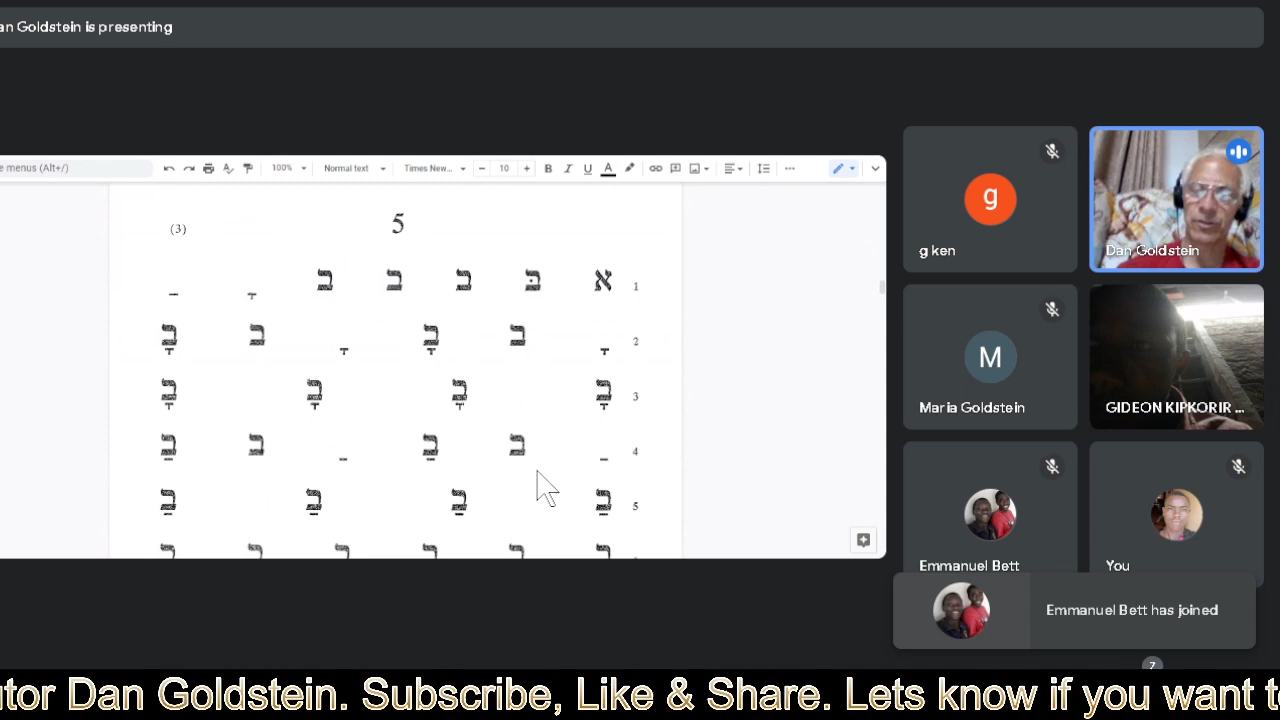 an Goldstein is presenting
e menus (Alt+/)
100%
Normal text
Times New...
10
B I U A
(3)
5
1 א בּ בּ בּ בּ ָ ַ
2 ָ בּ בָּ ָ בּ בָּ
3 בָּ בָּ בָּ בָּ
4 ַ בּ בַּ ַ בּ בַּ
5 בַּ בַּ בַּ בַּ
g
g ken
Dan Goldstein
M
Maria Goldstein
GIDEON KIPKORIR ...
Emmanuel Bett
You
Emmanuel Bett has joined
7
utor Dan Goldstein. Subscribe, Like & Share. Lets know if you want t